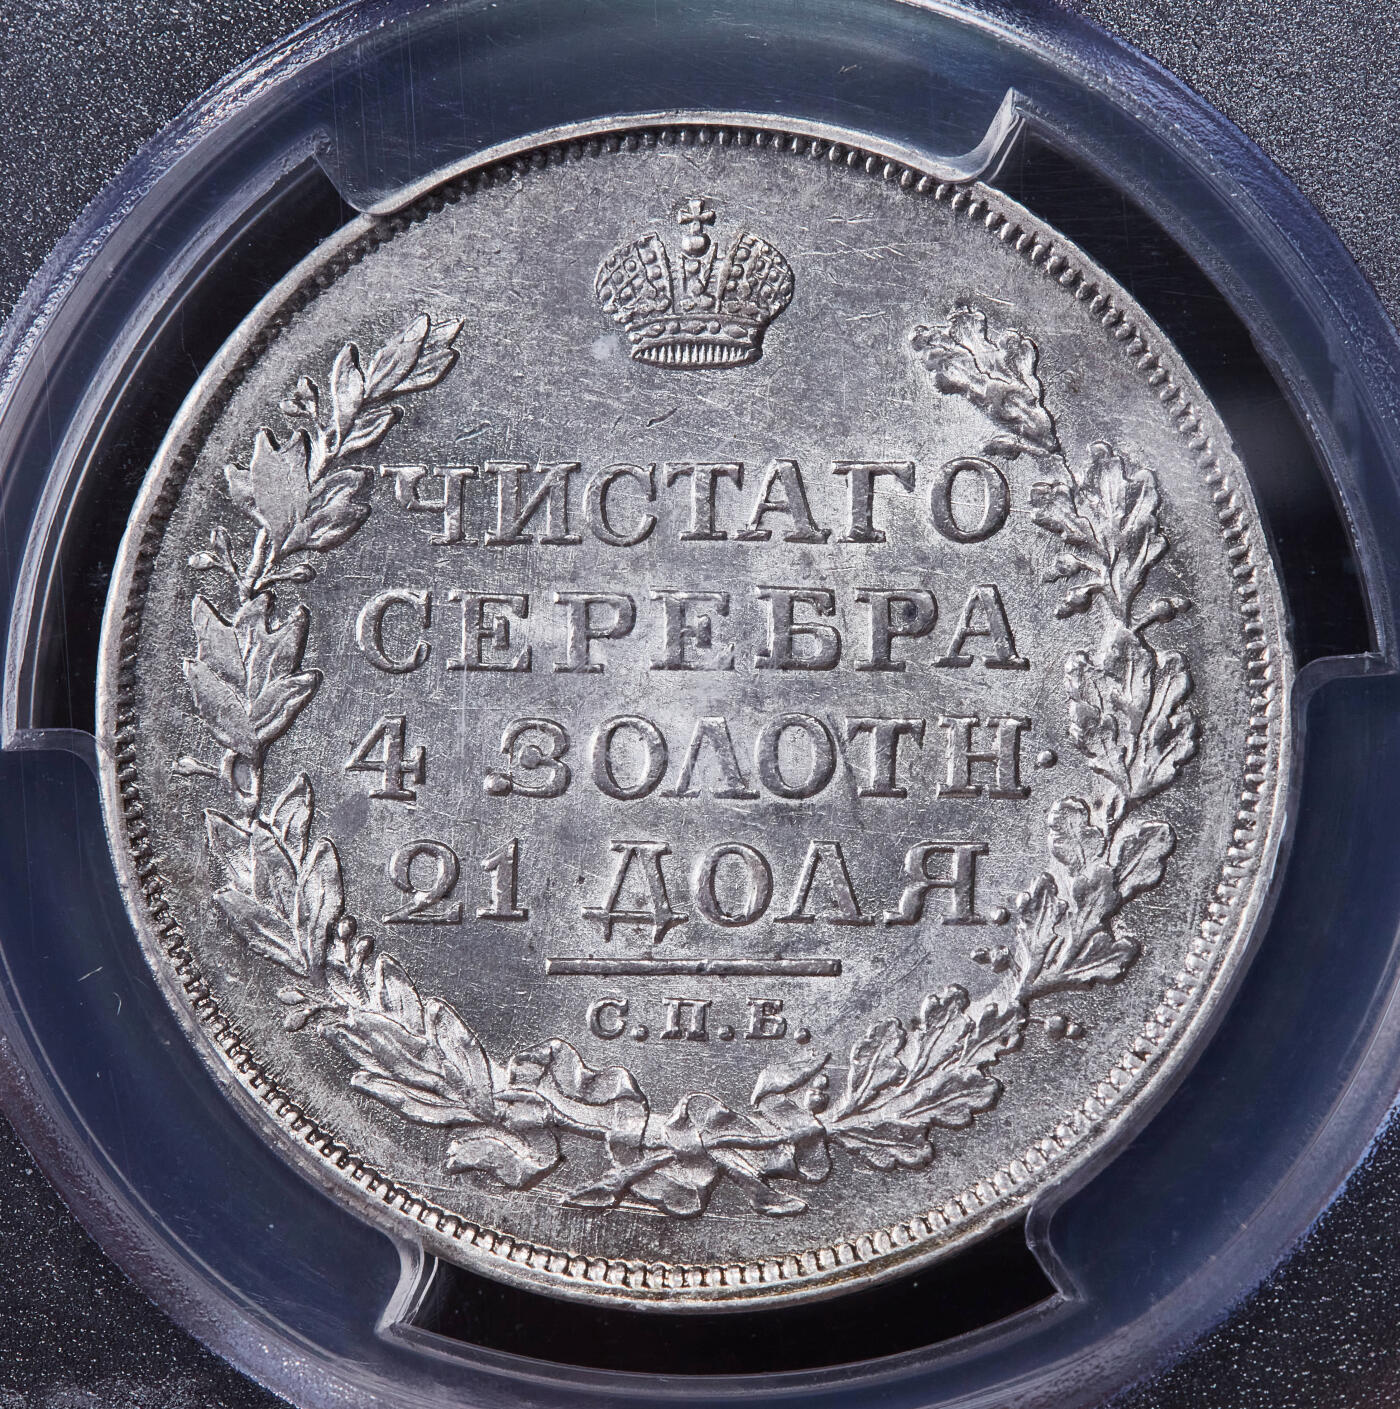 ЧИСТАГО
СЕРЕБРА
4 ЗОЛОТН.
21 ДОЛЯ.
С.П.Б.